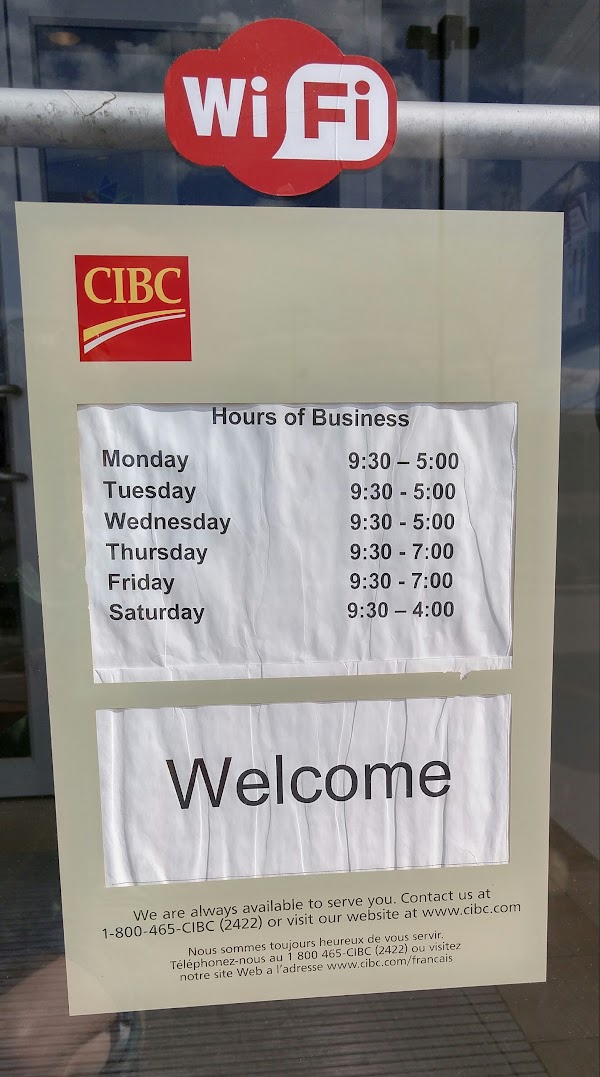 WiFi
CIBC
Hours of Business
Monday 9:30 – 5:00
Tuesday 9:30 - 5:00
Wednesday 9:30 - 5:00
Thursday 9:30 - 7:00
Friday 9:30 - 7:00
Saturday 9:30 – 4:00
Welcome
We are always available to serve you. Contact us at
1-800-465-CIBC (2422) or visit our website at www.cibc.com
Nous sommes toujours heureux de vous servir.
Téléphonez-nous au 1 800 465-CIBC (2422) ou visitez
notre site Web a l'adresse www.cibc.com/francais